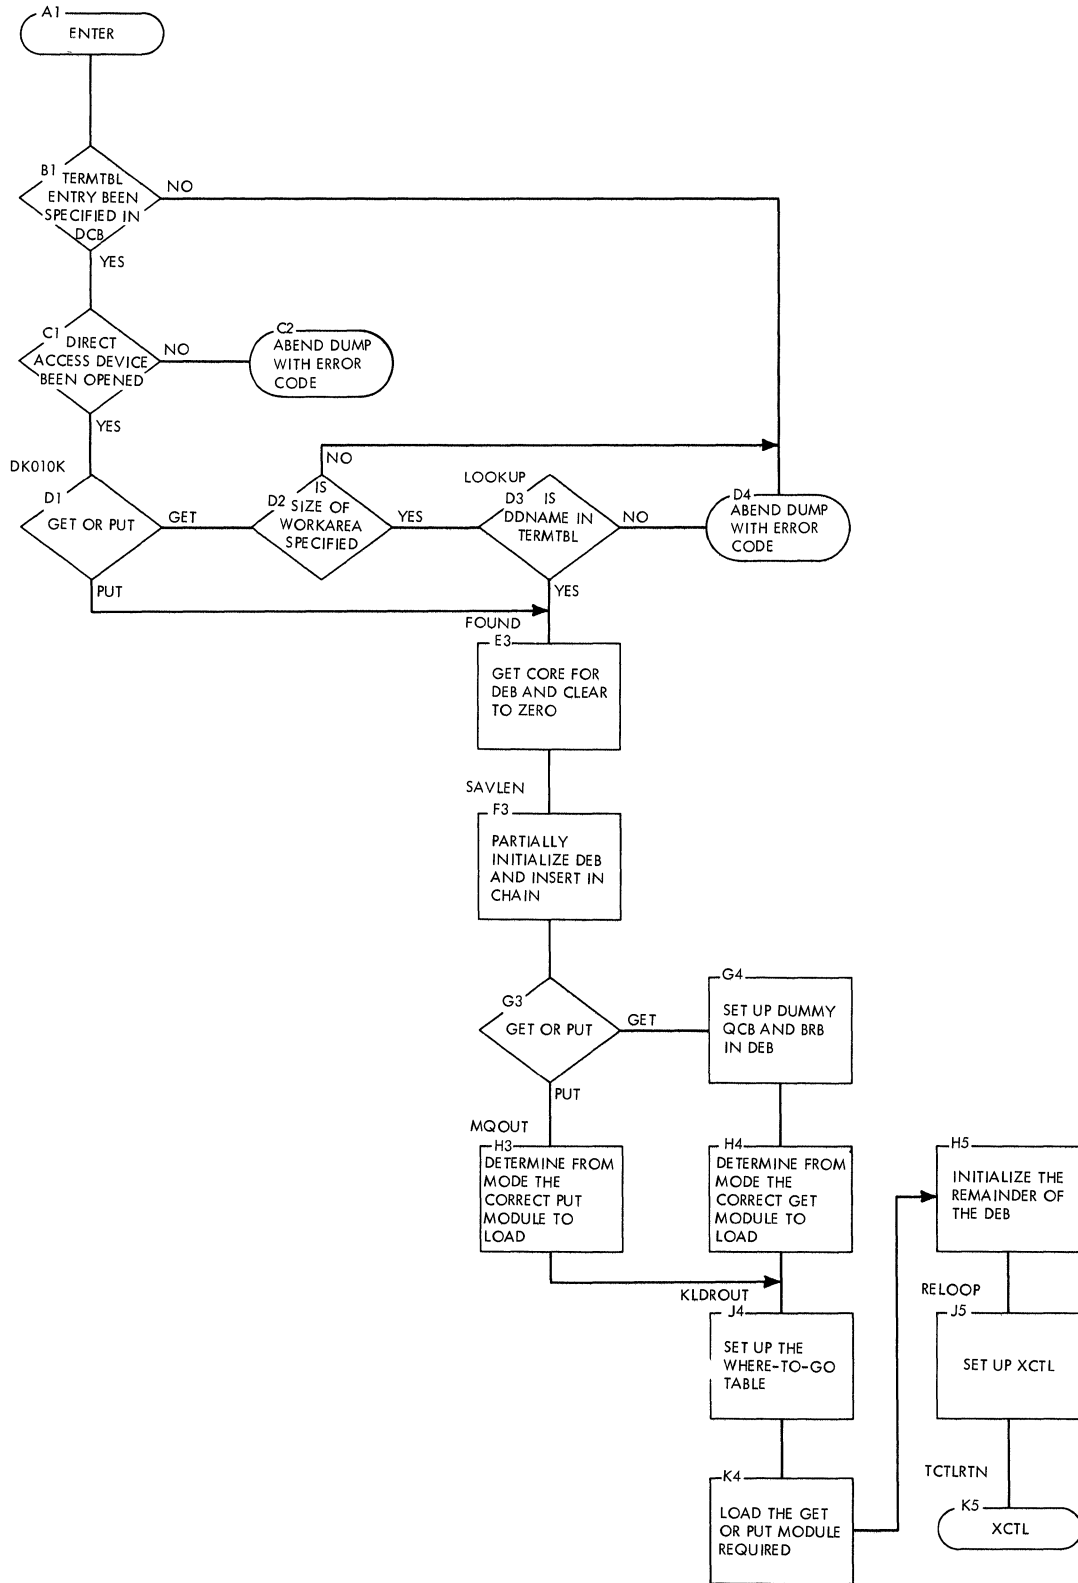 A1
ENTER
B1
TERMTBL
ENTRY BEEN
SPECIFIED IN
DCB
NO
YES
C1
DIRECT
ACCESS DEVICE
BEEN OPENED
NO
C2
ABEND DUMP
WITH ERROR
CODE
YES
DK010K
D1
GET OR PUT
GET
NO
D2
IS
SIZE OF
WORKAREA
SPECIFIED
YES
LOOKUP
D3
IS
DDNAME IN
TERMTBL
NO
D4
ABEND DUMP
WITH ERROR
CODE
PUT
YES
FOUND
E3
GET CORE FOR
DEB AND CLEAR
TO ZERO
SAVLEN
F3
PARTIALLY
INITIALIZE DEB
AND INSERT IN
CHAIN
G3
GET OR PUT
GET
G4
SET UP DUMMY
QCB AND BRB
IN DEB
PUT
MQOUT
H3
DETERMINE FROM
MODE THE
CORRECT PUT
MODULE TO
LOAD
H4
DETERMINE FROM
MODE THE
CORRECT GET
MODULE TO
LOAD
H5
INITIALIZE THE
REMAINDER OF
THE DEB
KLDROUT
J4
SET UP THE
WHERE-TO-GO
TABLE
RELOOP
J5
SET UP XCTL
K4
LOAD THE GET
OR PUT MODULE
REQUIRED
TCTLRTN
K5
XCTL